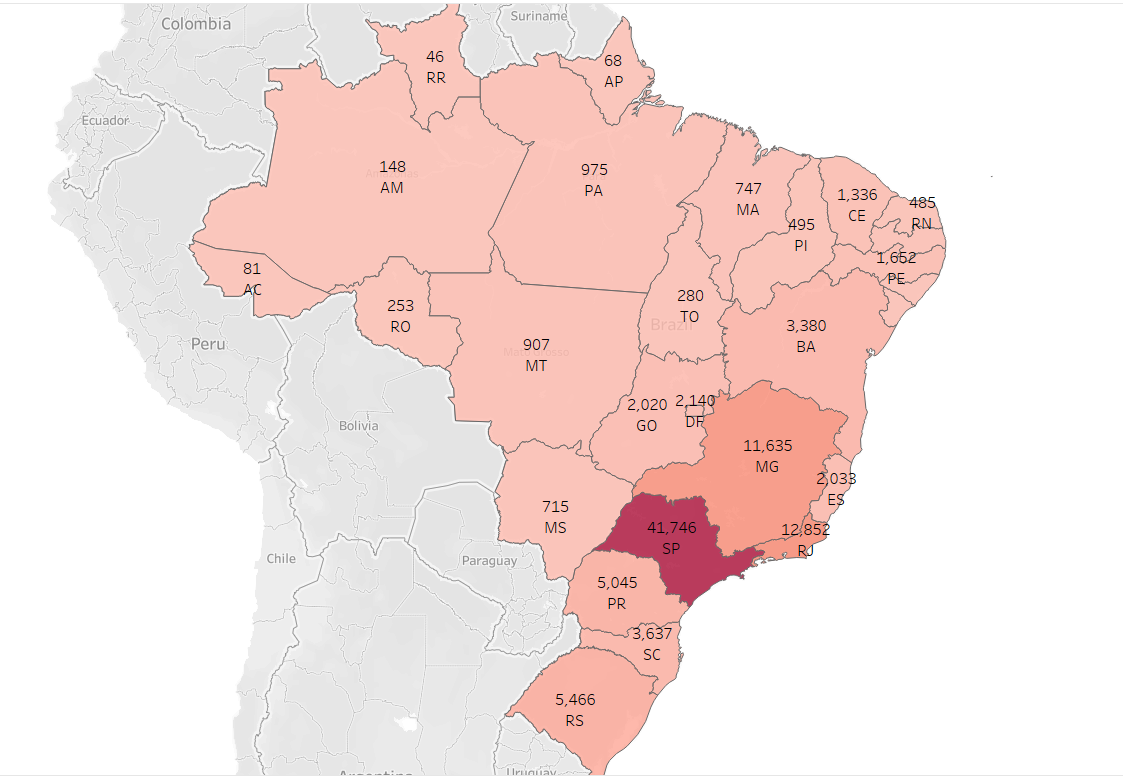 Colombia
Suriname
46
RR
68
AP
Ecuador
148
AM
975
PA
747
MA
1,336
CE
485
RN
495
PI
1,652
PE
81
AC
253
RO
280
TO
Brazil
3,380
BA
Peru
907
MT
2,020
GO
2,140
DF
Bolivia
11,635
MG
2,033
ES
715
MS
41,746
SP
12,852
RJ
Chile
Paraguay
5,045
PR
3,637
SC
5,466
RS
Argentina
Uruguay